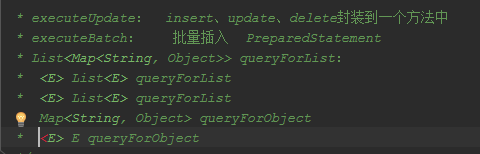 * executeUpdate: insert、update、delete封装到一个方法中
* executeBatch: 批量插入 PreparedStatement
* List<Map<String, Object>> queryForList:
* <E> List<E> queryForList
* <E> List<E> queryForList
Map<String, Object> queryForObject
* <E> E queryForObject